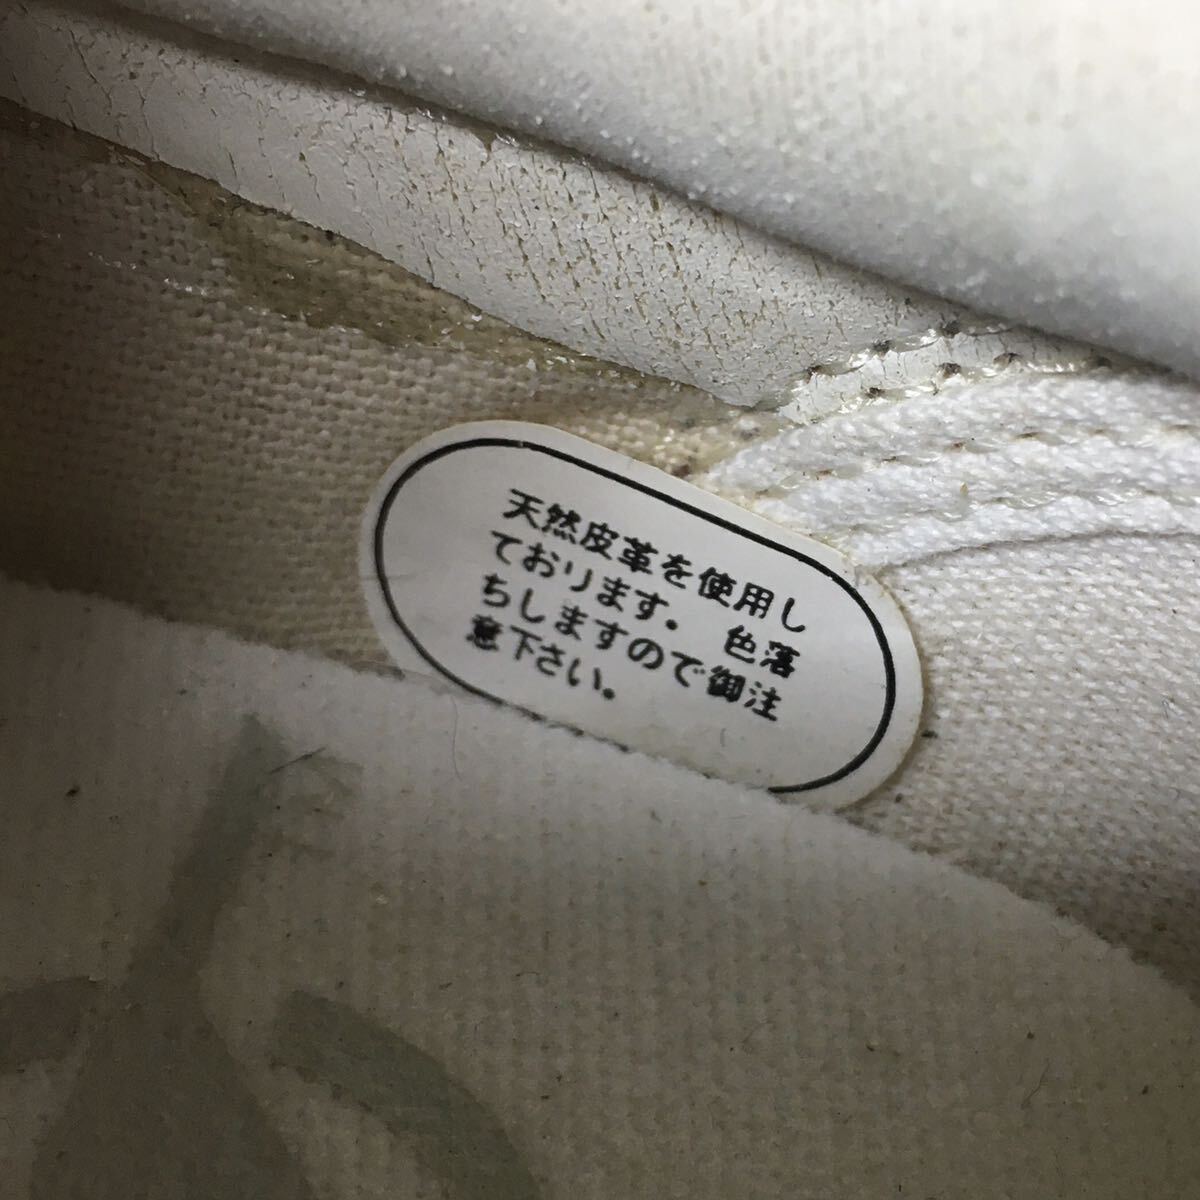 天然皮革を使用し
ております。 色落
ちしますので御注
意下さい。